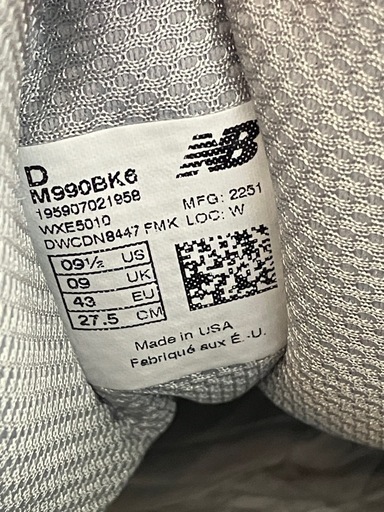 D
NB
M990BK6
195907021958
WXE5010 MFG: 2251
DWCDN8447 FMK LOC: W
09½ US
09 UK
43 EU
27.5 CM
Made in USA
Fabriqué aux É.-U.